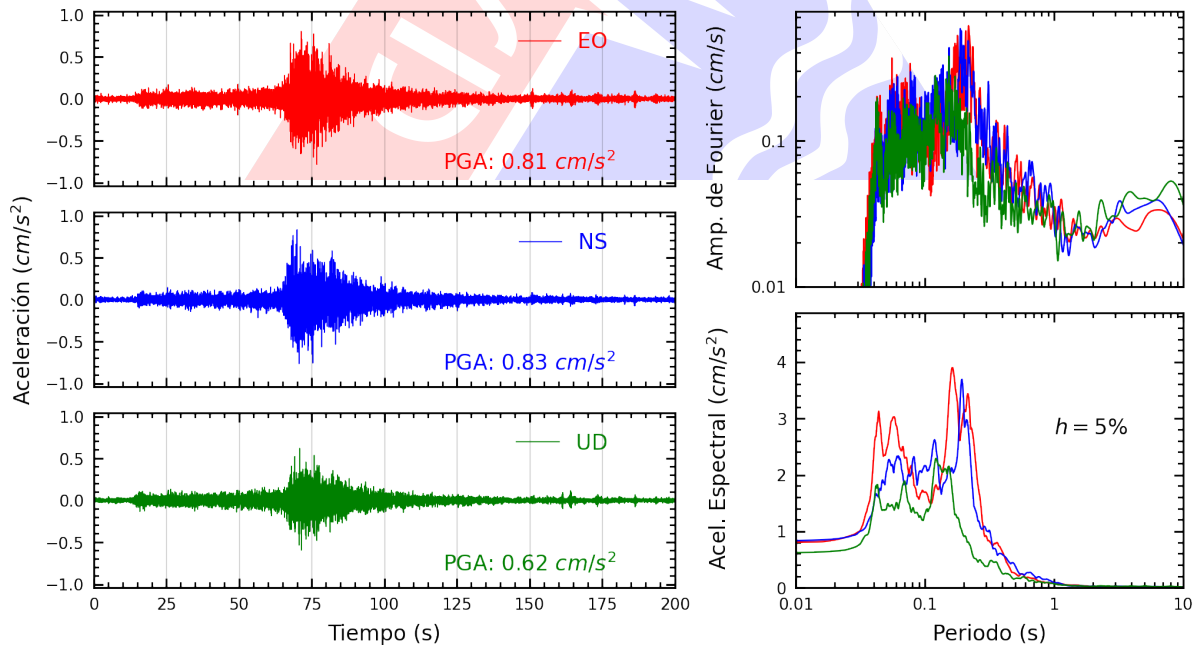 Aceleración (cm/s²)
1.0
0.5
0.0
−0.5
−1.0
EO
PGA: 0.81 cm/s²
1.0
0.5
0.0
−0.5
−1.0
NS
PGA: 0.83 cm/s²
1.0
0.5
0.0
−0.5
−1.0
UD
PGA: 0.62 cm/s²
0 25 50 75 100 125 150 175 200
Tiempo (s)
Amp. de Fourier (cm/s)
0.1
0.01
Acel. Espectral (cm/s²)
4
3
2
1
0
h = 5%
0.01 0.1 1 10
Periodo (s)